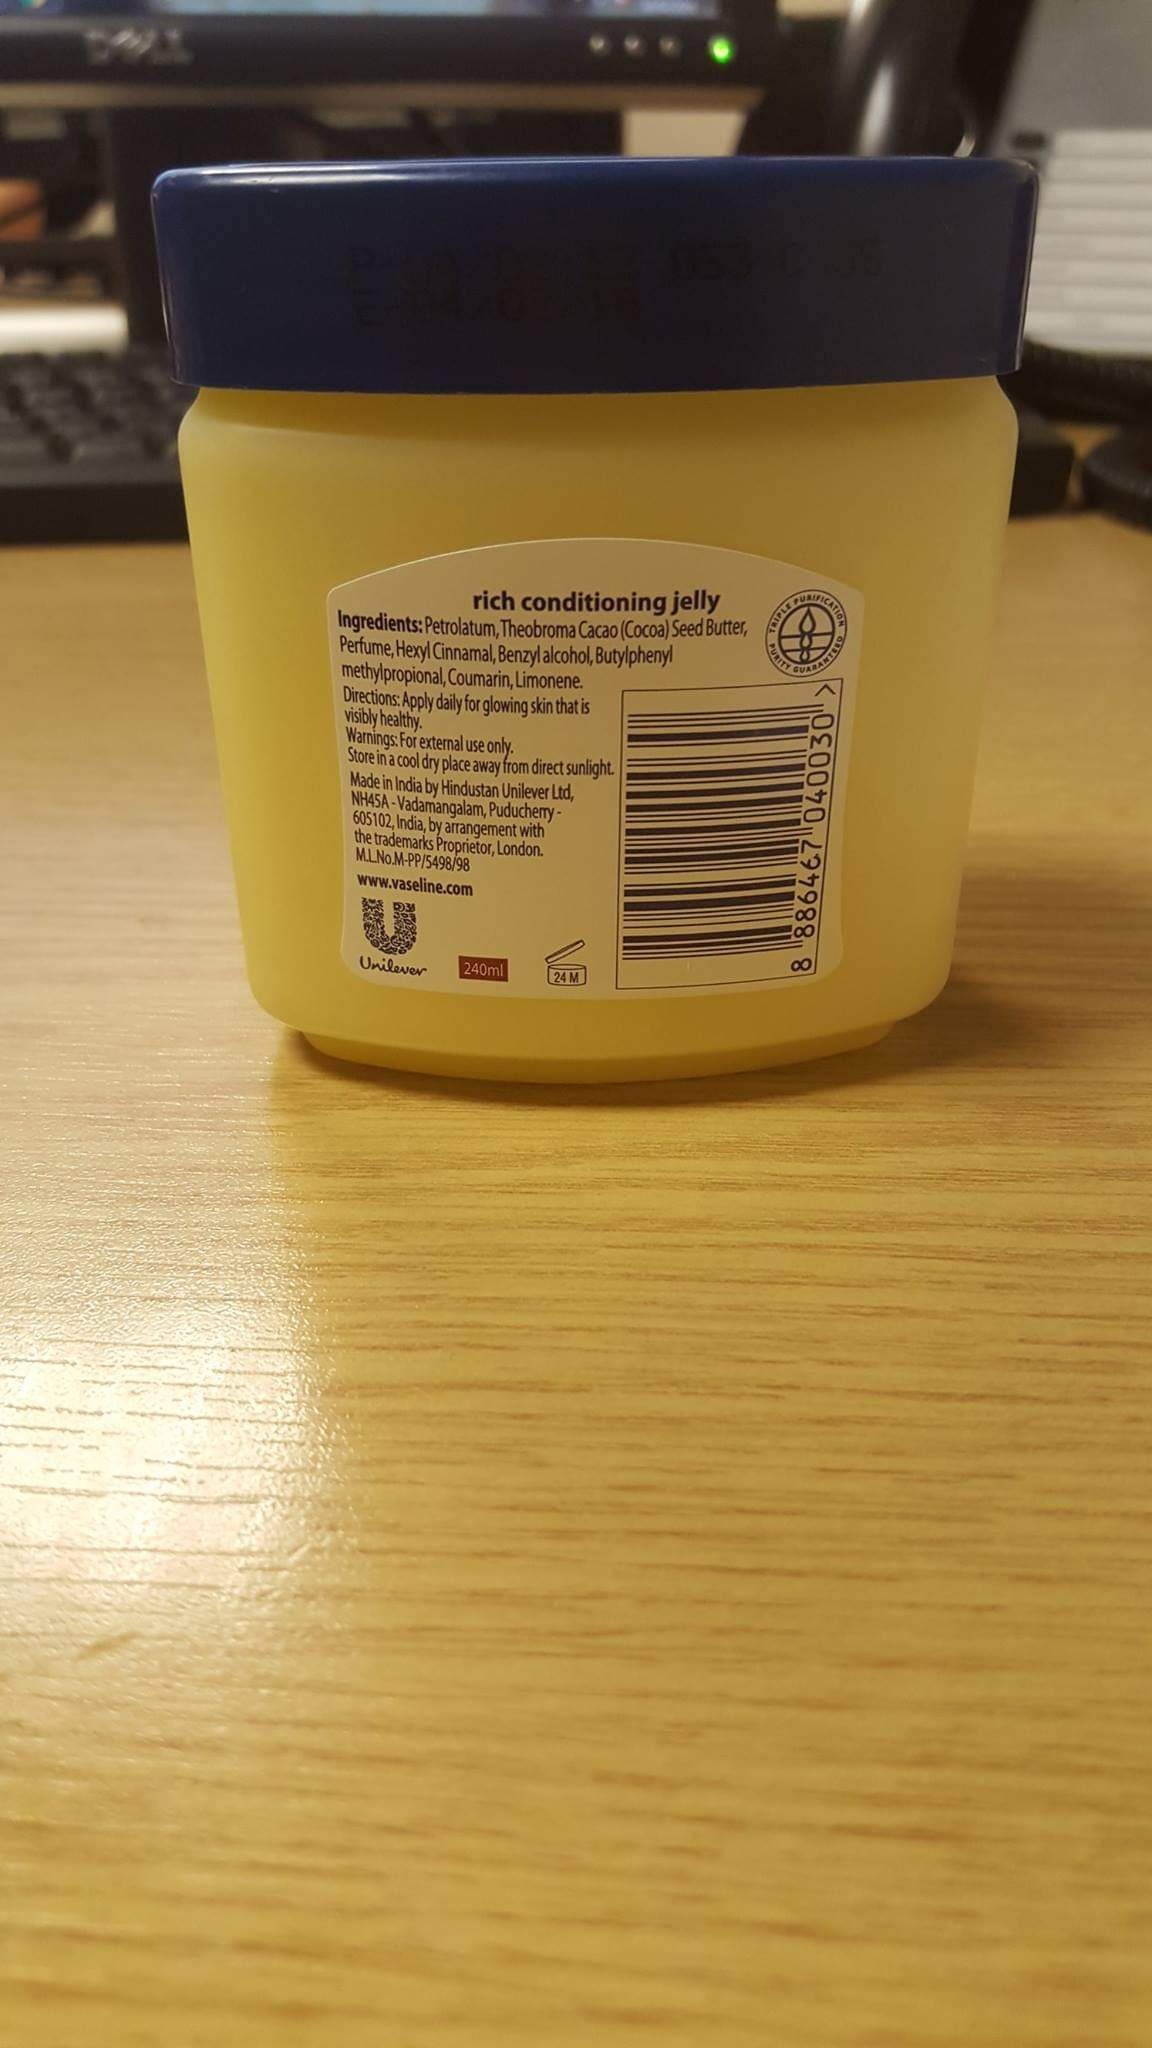 DELL
rich conditioning jelly
TRIPLE PURIFICATION
PURITY GUARANTEED
Ingredients: Petrolatum, Theobroma Cacao (Cocoa) Seed Butter,
Perfume, Hexyl Cinnamal, Benzyl alcohol, Butylphenyl
methylpropional, Coumarin, Limonene.
Directions: Apply daily for glowing skin that is
visibly healthy.
Warnings: For external use only.
Store in a cool dry place away from direct sunlight.
Made in India by Hindustan Unilever Ltd,
NH45A - Vadamangalam, Puducherry -
605102, India, by arrangement with
the trademarks Proprietor, London.
M.L.No.M-PP/5498/98
www.vaseline.com
Unilever
240ml
24 M
8 886467 040030 >